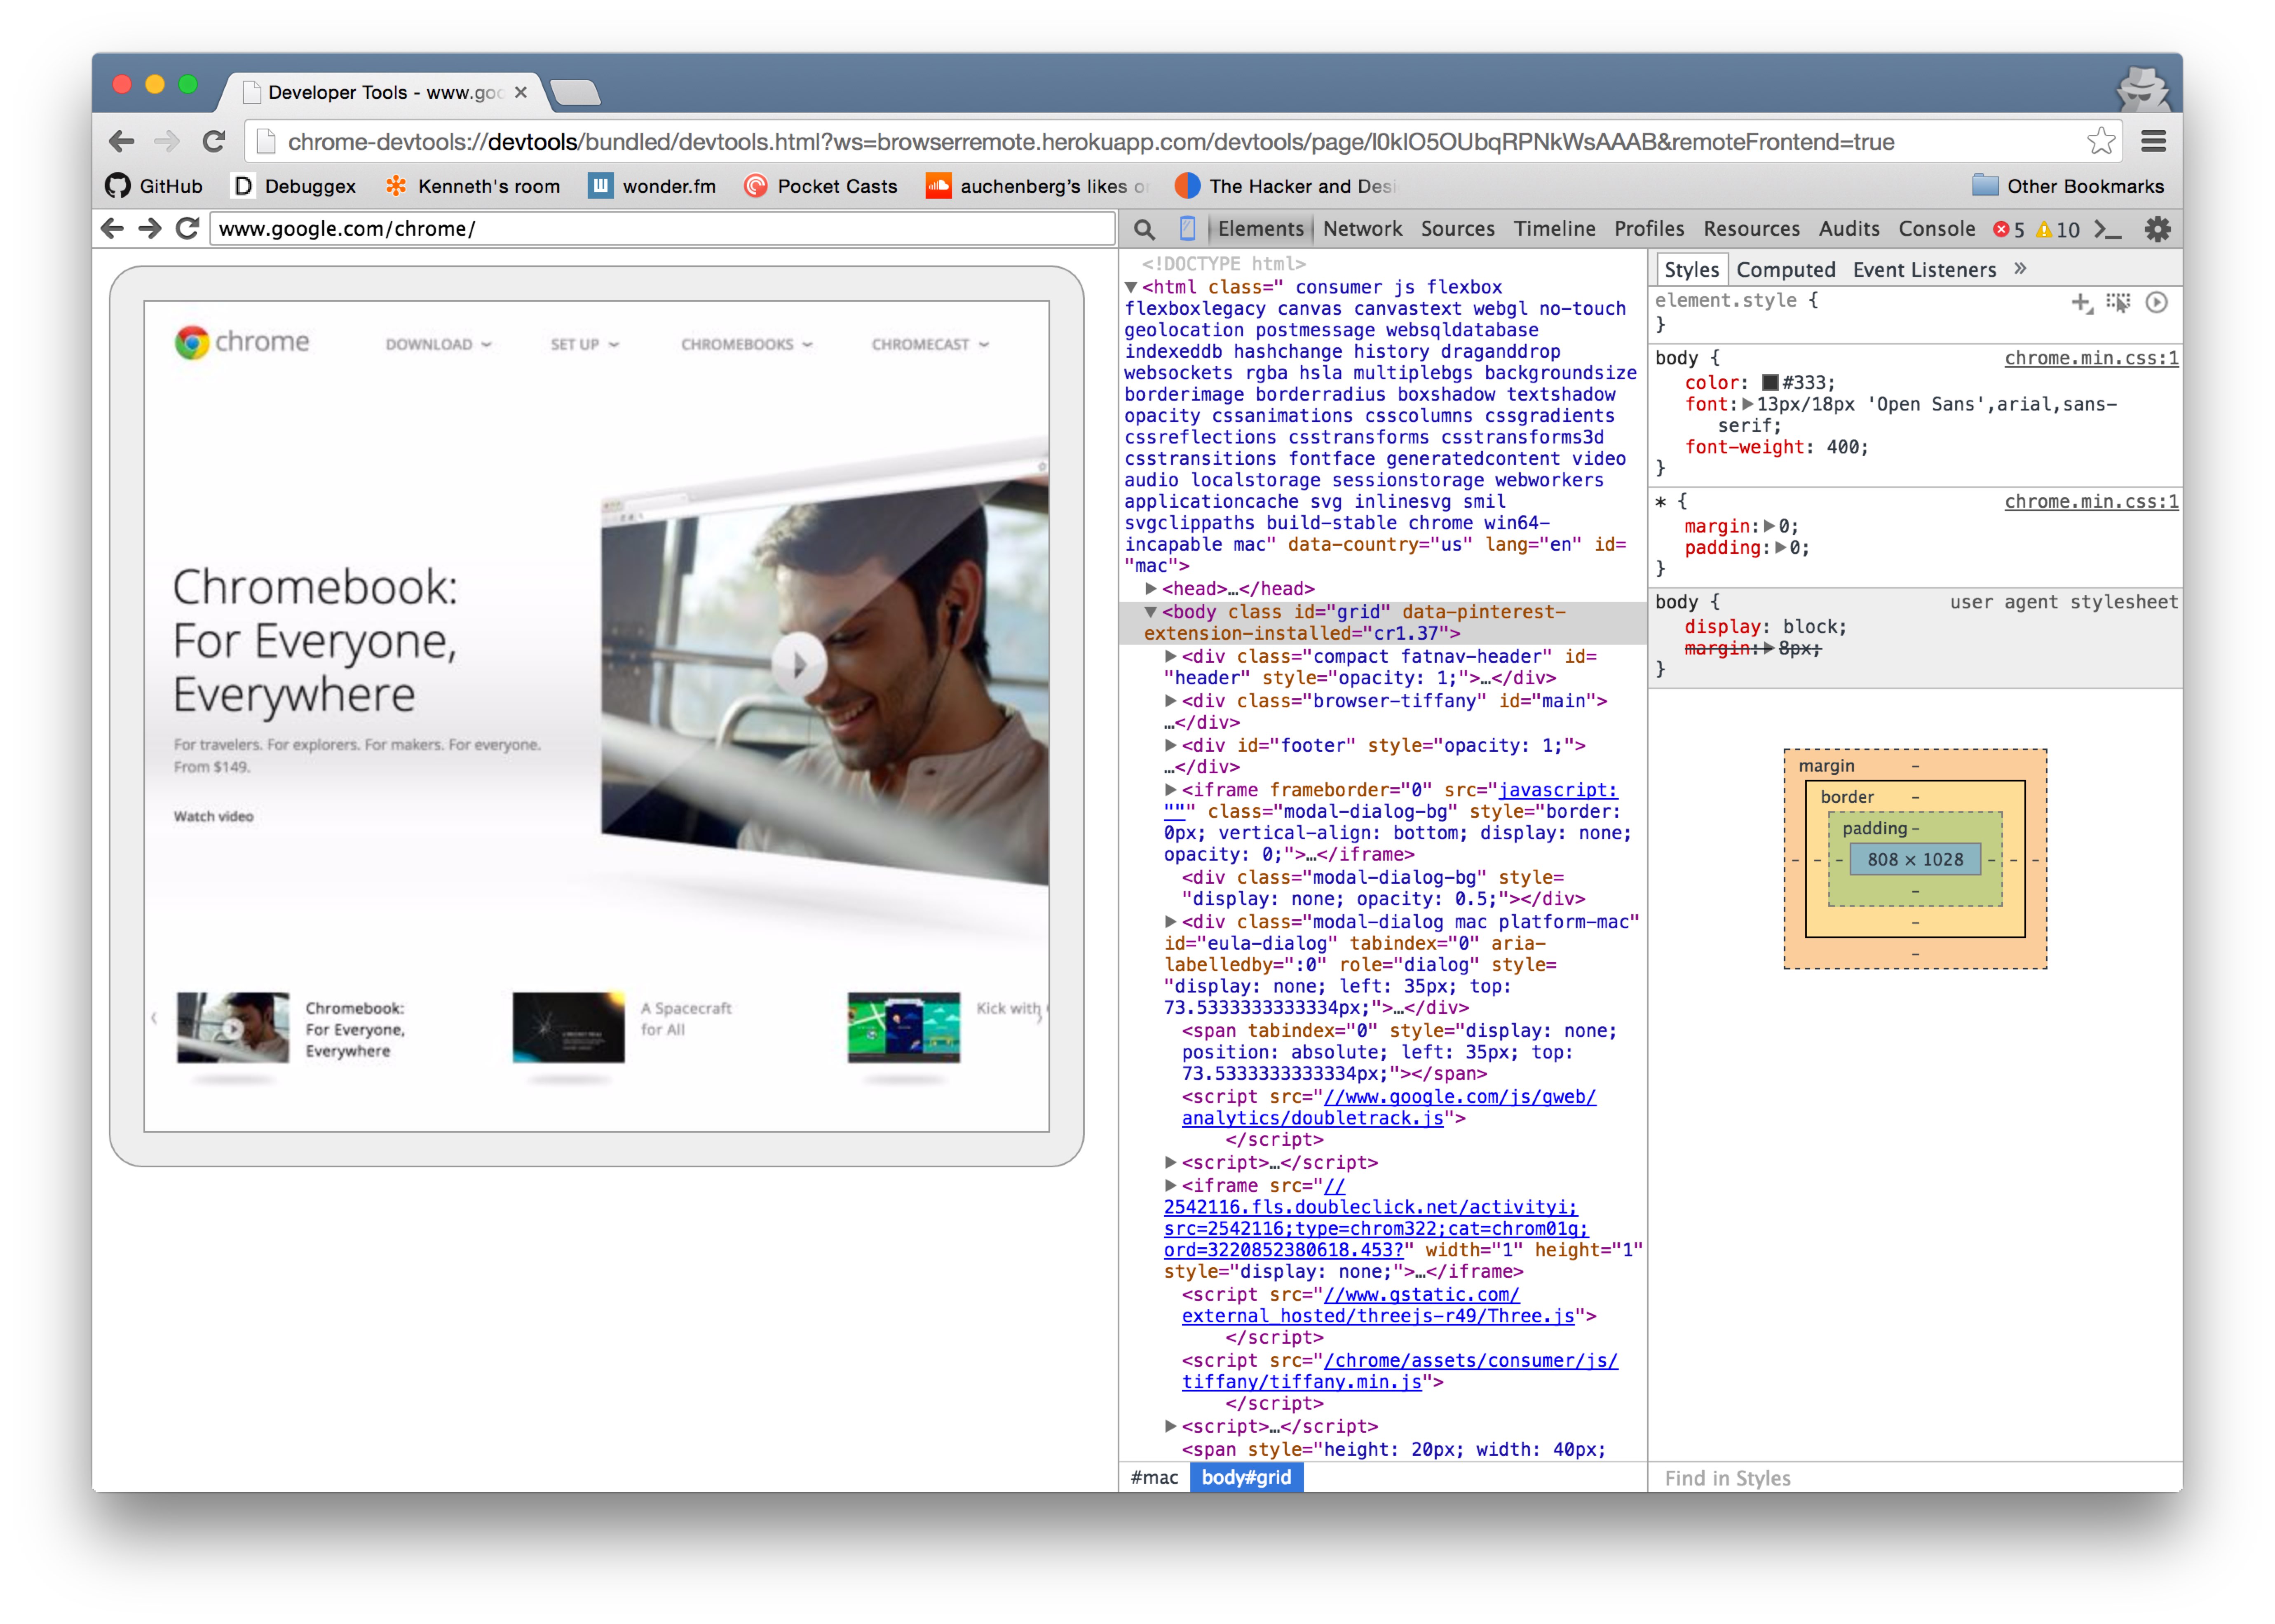 Developer Tools - www.goo
chrome-devtools://devtools/bundled/devtools.html?ws=browserremote.herokuapp.com/devtools/page/I0kIO5OUbqRPNkWsAAAB&remoteFrontend=true
GitHub
Debuggex
Kenneth's room
wonder.fm
Pocket Casts
auchenberg's likes o
The Hacker and Desi
Other Bookmarks
www.google.com/chrome/
Elements Network Sources Timeline Profiles Resources Audits Console 5 10
chrome
DOWNLOAD
SET UP
CHROMEBOOKS
CHROMECAST
Chromebook:
For Everyone,
Everywhere
For travelers. For explorers. For makers. For everyone.
From $149.
Watch video
Chromebook:
For Everyone,
Everywhere
A Spacecraft
for All
Kick with
<!DOCTYPE html>
▼<html class=" consumer js flexbox
flexboxlegacy canvas canvastext webgl no-touch
geolocation postmessage websqldatabase
indexeddb hashchange history draganddrop
websockets rgba hsla multiplebgs backgroundsize
borderimage borderradius boxshadow textshadow
opacity cssanimations csscolumns cssgradients
cssreflections csstransforms csstransforms3d
csstransitions fontface generatedcontent video
audio localstorage sessionstorage webworkers
applicationcache svg inlinesvg smil
svgclippaths build-stable chrome win64-
incapable mac" data-country="us" lang="en" id=
"mac">
▶<head>…</head>
▼<body class id="grid" data-pinterest-
extension-installed="cr1.37">
▶<div class="compact fatnav-header" id=
"header" style="opacity: 1;">…</div>
▶<div class="browser-tiffany" id="main">
…</div>
▶<div id="footer" style="opacity: 1;">
…</div>
▶<iframe frameborder="0" src="javascript:
""" class="modal-dialog-bg" style="border:
0px; vertical-align: bottom; display: none;
opacity: 0;">…</iframe>
<div class="modal-dialog-bg" style=
"display: none; opacity: 0.5;"></div>
▶<div class="modal-dialog mac platform-mac"
id="eula-dialog" tabindex="0" aria-
labelledby=":0" role="dialog" style=
"display: none; left: 35px; top:
73.5333333333334px;">…</div>
<span tabindex="0" style="display: none;
position: absolute; left: 35px; top:
73.5333333333334px;"></span>
<script src="//www.google.com/js/gweb/
analytics/doubletrack.js">
</script>
▶<script>…</script>
▶<iframe src="//
2542116.fls.doubleclick.net/activityi;
src=2542116;type=chrom322;cat=chrom01g;
ord=3220852380618.453?" width="1" height="1"
style="display: none;">…</iframe>
<script src="//www.gstatic.com/
external_hosted/threejs-r49/Three.js">
</script>
<script src="/chrome/assets/consumer/js/
tiffany/tiffany.min.js">
</script>
▶<script>…</script>
<span style="height: 20px; width: 40px;
#mac body#grid
Styles Computed Event Listeners »
element.style {
}
body { chrome.min.css:1
color: #333;
font:▶13px/18px 'Open Sans',arial,sans-
serif;
font-weight: 400;
}
* { chrome.min.css:1
margin:▶0;
padding:▶0;
}
body { user agent stylesheet
display: block;
margin:▶8px;
}
margin -
border -
padding -
- - - 808 × 1028 - - -
-
-
-
Find in Styles